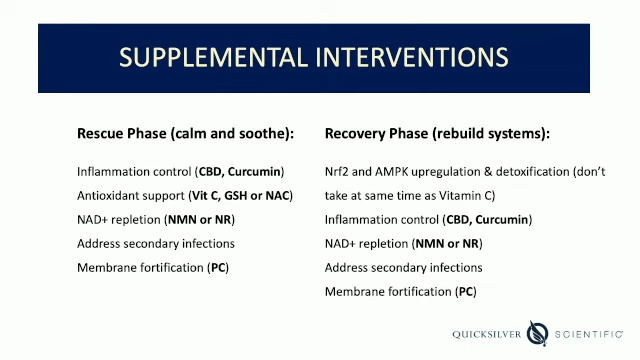 SUPPLEMENTAL INTERVENTIONS
Rescue Phase (calm and soothe):
Inflammation control (CBD, Curcumin)
Antioxidant support (Vit C, GSH or NAC)
NAD+ repletion (NMN or NR)
Address secondary infections
Membrane fortification (PC)
Recovery Phase (rebuild systems):
Nrf2 and AMPK upregulation & detoxification (don't
take at same time as Vitamin C)
Inflammation control (CBD, Curcumin)
NAD+ repletion (NMN or NR)
Address secondary infections
Membrane fortification (PC)
QUICKSILVER SCIENTIFIC